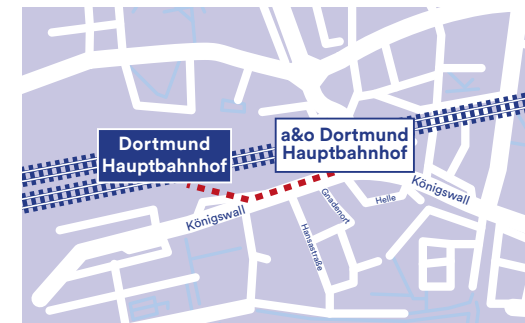 Dortmund
Hauptbahnhof
a&o Dortmund
Hauptbahnhof
Königswall
Königswall
Helle
Gnadenort
Hansastraße